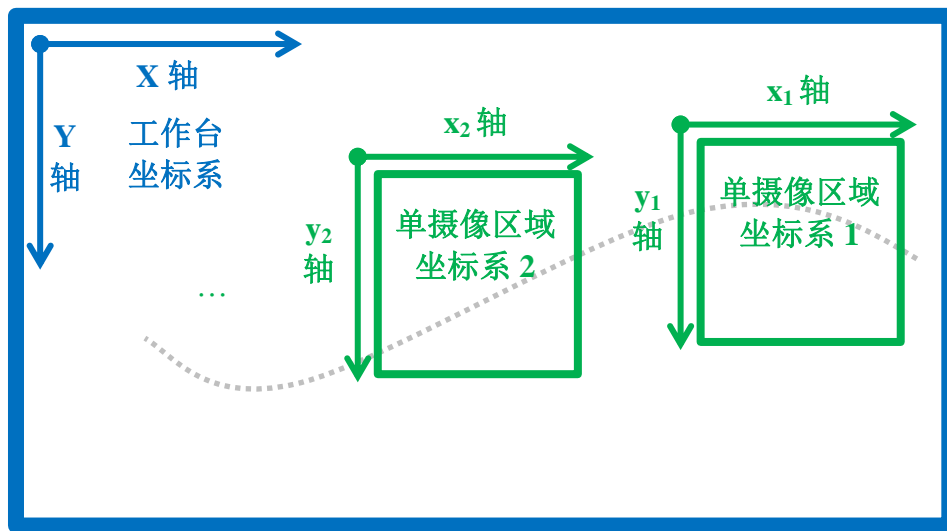 X 轴
Y
轴
工作台
坐标系
x₂ 轴
y₂
轴
单摄像区域
坐标系 2
x₁ 轴
y₁
轴
单摄像区域
坐标系 1
…